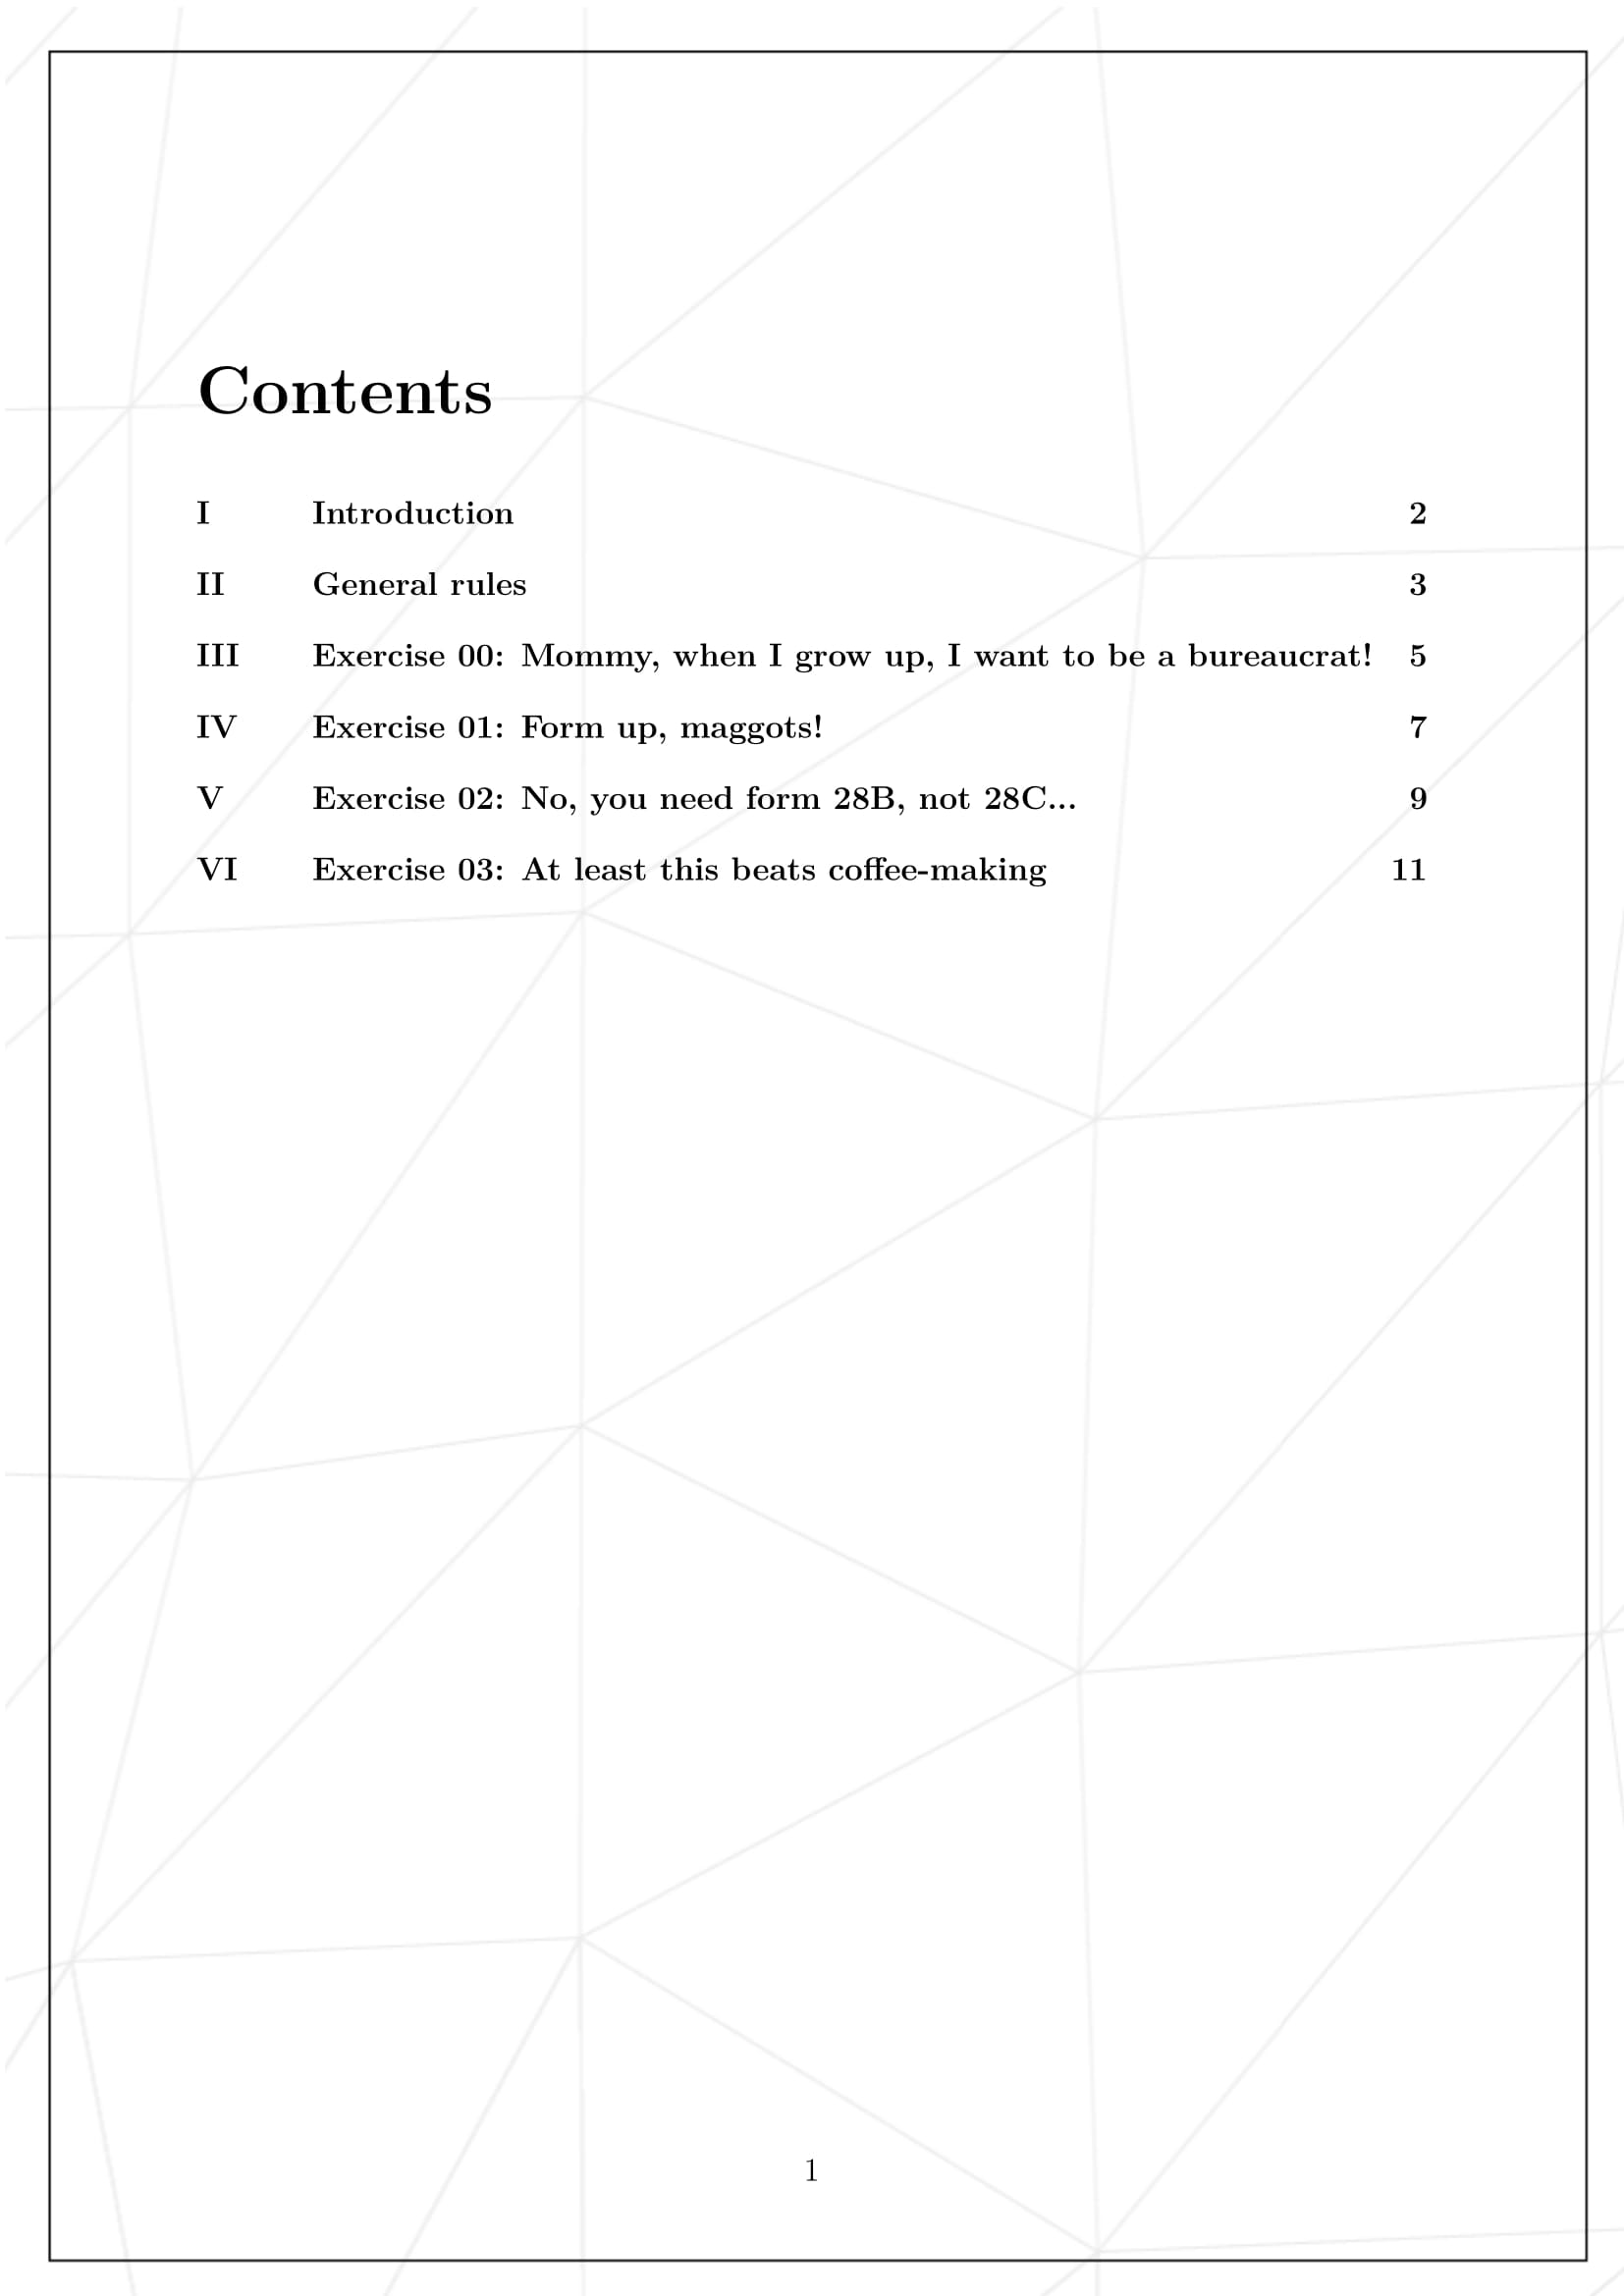 Contents
I Introduction 2
II General rules 3
III Exercise 00: Mommy, when I grow up, I want to be a bureaucrat! 5
IV Exercise 01: Form up, maggots! 7
V Exercise 02: No, you need form 28B, not 28C... 9
VI Exercise 03: At least this beats coffee-making 11
1